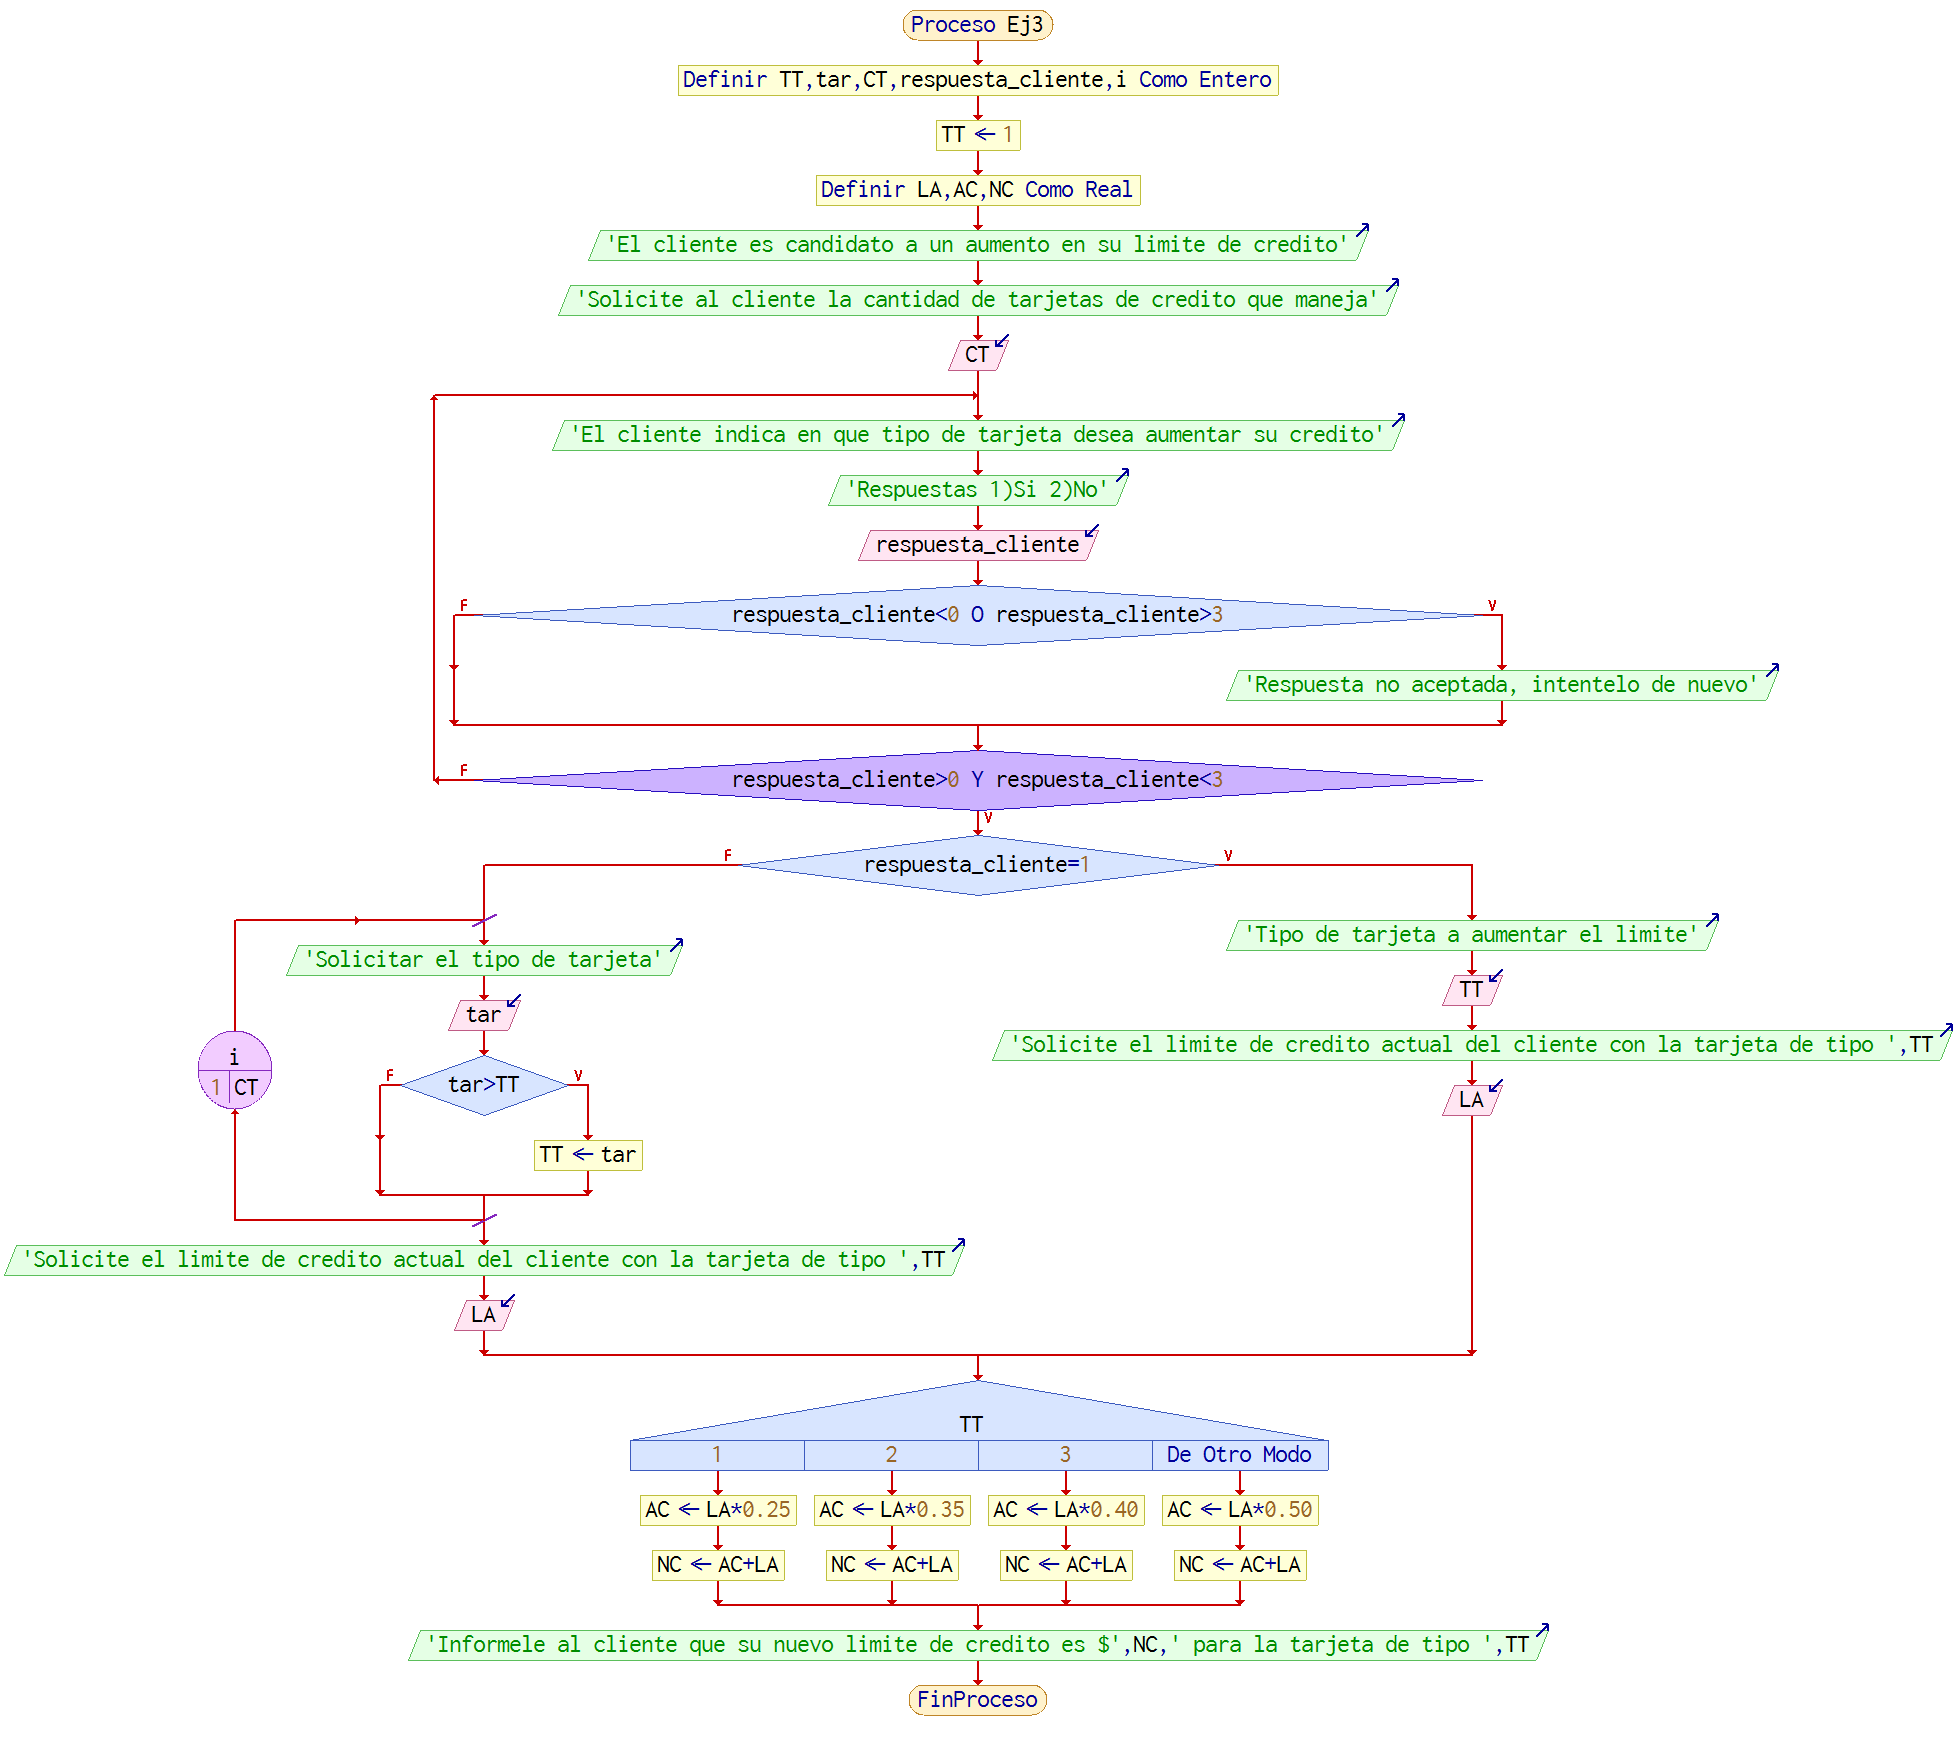 Proceso Ej3
Definir TT,tar,CT,respuesta_cliente,i Como Entero
TT ← 1
Definir LA,AC,NC Como Real
'El cliente es candidato a un aumento en su limite de credito'
'Solicite al cliente la cantidad de tarjetas de credito que maneja'
CT
'El cliente indica en que tipo de tarjeta desea aumentar su credito'
'Respuestas 1)Si 2)No'
respuesta_cliente
F
respuesta_cliente<0 O respuesta_cliente>3
V
'Respuesta no aceptada, intentelo de nuevo'
F
respuesta_cliente>0 Y respuesta_cliente<3
V
F
respuesta_cliente=1
V
'Solicitar el tipo de tarjeta'
tar
i
1 CT
F
tar>TT
V
TT ← tar
'Solicite el limite de credito actual del cliente con la tarjeta de tipo ',TT
LA
'Tipo de tarjeta a aumentar el limite'
TT
'Solicite el limite de credito actual del cliente con la tarjeta de tipo ',TT
LA
TT
1 2 3 De Otro Modo
AC ← LA*0.25 AC ← LA*0.35 AC ← LA*0.40 AC ← LA*0.50
NC ← AC+LA NC ← AC+LA NC ← AC+LA NC ← AC+LA
'Informele al cliente que su nuevo limite de credito es $',NC,' para la tarjeta de tipo ',TT
FinProceso